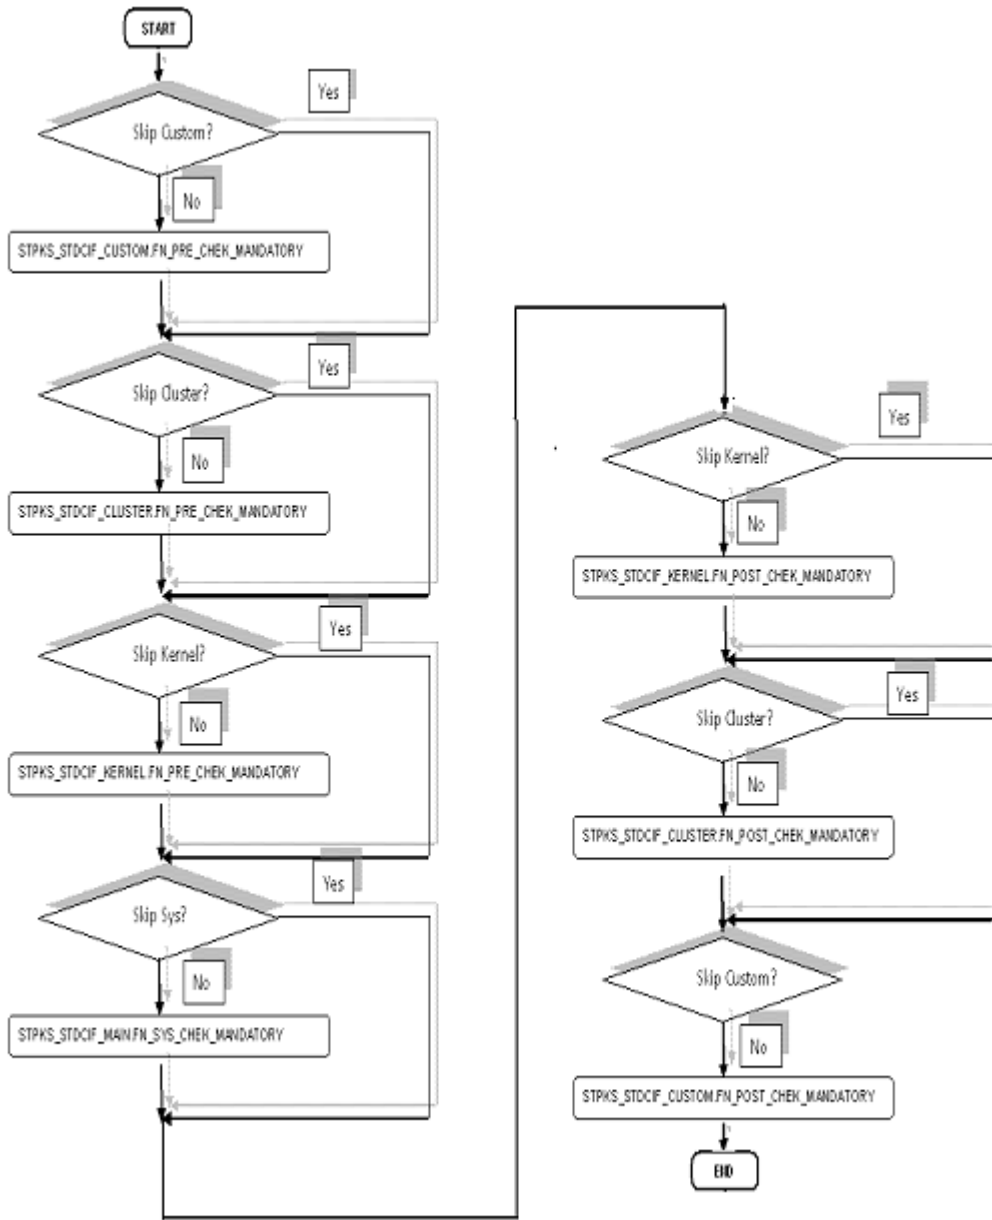 START
Yes
Skip Custom?
No
STPKS_STDCIF_CUSTOM.FN_PRE_CHEK_MANDATORY
Yes
Skip Cluster?
No
STPKS_STDCIF_CLUSTER.FN_PRE_CHEK_MANDATORY
Yes
Skip Kernel?
No
STPKS_STDCIF_KERNEL.FN_PRE_CHEK_MANDATORY
Yes
Skip Sys?
No
STPKS_STDCIF_MAIN.FN_SYS_CHEK_MANDATORY
Yes
Skip Kernel?
No
STPKS_STDCIF_KERNEL.FN_POST_CHEK_MANDATORY
Yes
Skip Cluster?
No
STPKS_STDCIF_CLUSTER.FN_POST_CHEK_MANDATORY
Skip Custom?
No
STPKS_STDCIF_CUSTOM.FN_POST_CHEK_MANDATORY
END